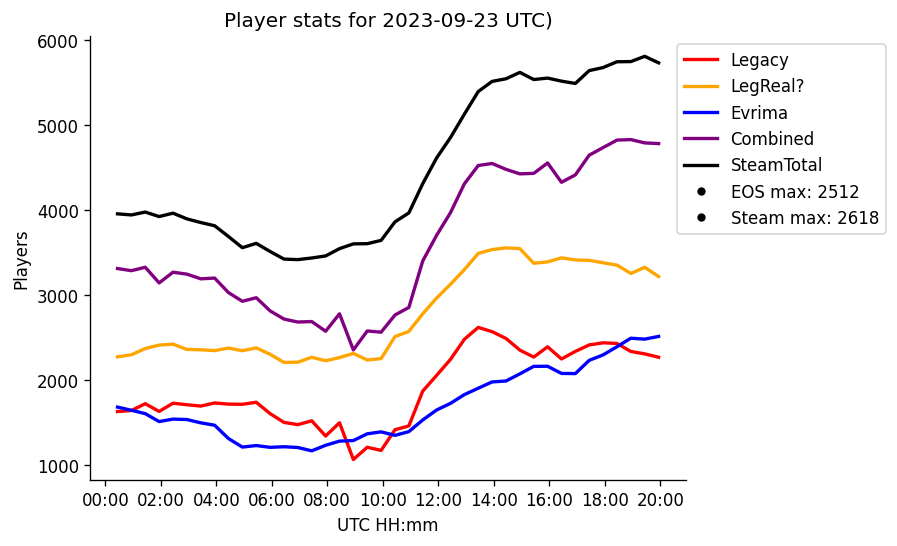 Player stats for 2023-09-23 UTC)
6000
5000
4000
3000
2000
1000
Players
00:00 02:00 04:00 06:00 08:00 10:00 12:00 14:00 16:00 18:00 20:00
UTC HH:mm
Legacy
LegReal?
Evrima
Combined
SteamTotal
EOS max: 2512
Steam max: 2618